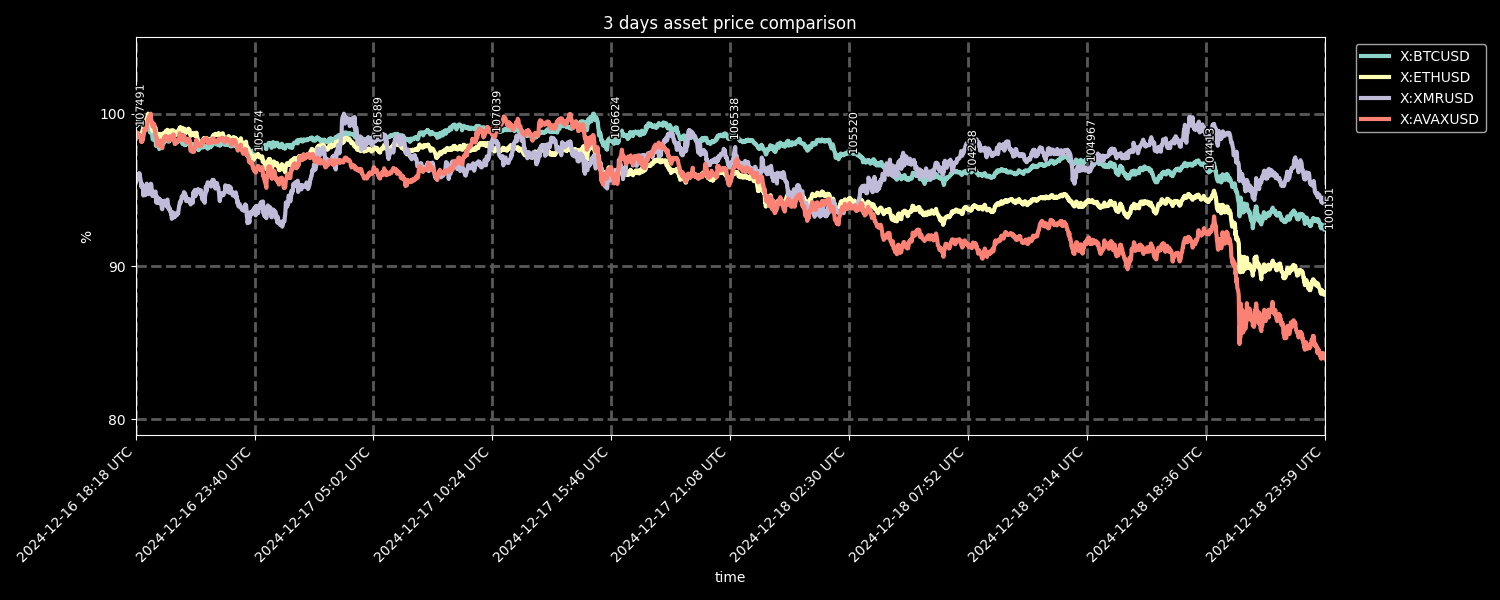 3 days asset price comparison
X:BTCUSD
X:ETHUSD
X:XMRUSD
X:AVAXUSD
%
100
90
80
107491
105674
106589
107039
106624
106538
105520
104238
104967
104413
100151
2024-12-16 18:18 UTC
2024-12-16 23:40 UTC
2024-12-17 05:02 UTC
2024-12-17 10:24 UTC
2024-12-17 15:46 UTC
2024-12-17 21:08 UTC
2024-12-18 02:30 UTC
2024-12-18 07:52 UTC
2024-12-18 13:14 UTC
2024-12-18 18:36 UTC
2024-12-18 23:59 UTC
time